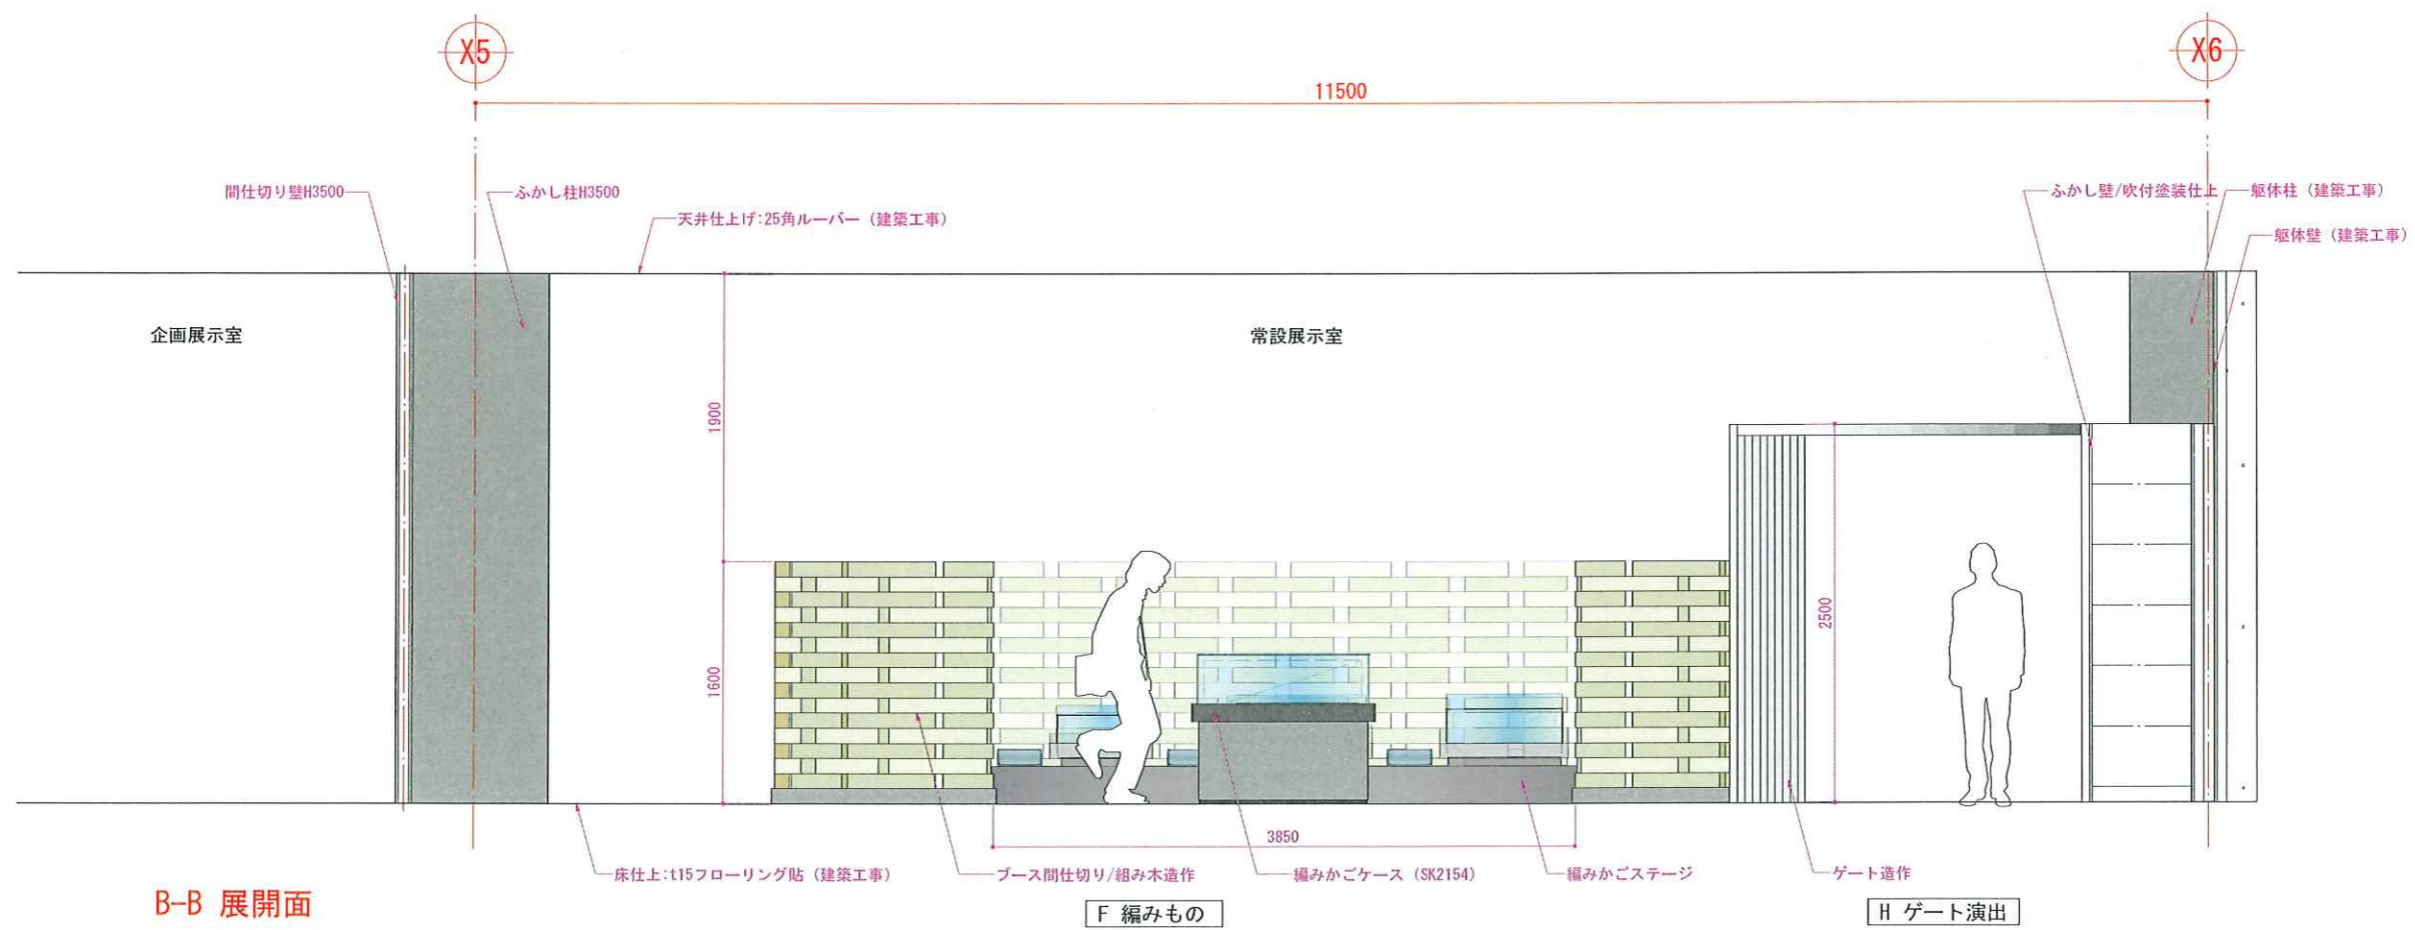 X5
X6
11500
間仕切り壁H3500
ふかし柱H3500
天井仕上げ:25角ルーバー（建築工事）
ふかし壁/吹付塗装仕上
躯体柱（建築工事）
躯体壁（建築工事）
企画展示室
常設展示室
1900
1600
2500
3850
床仕上:t15フローリング貼（建築工事）
ブース間仕切り/組み木造作
編みかごケース（SK2154）
編みかごステージ
ゲート造作
B-B 展開面
F 編みもの
H ゲート演出